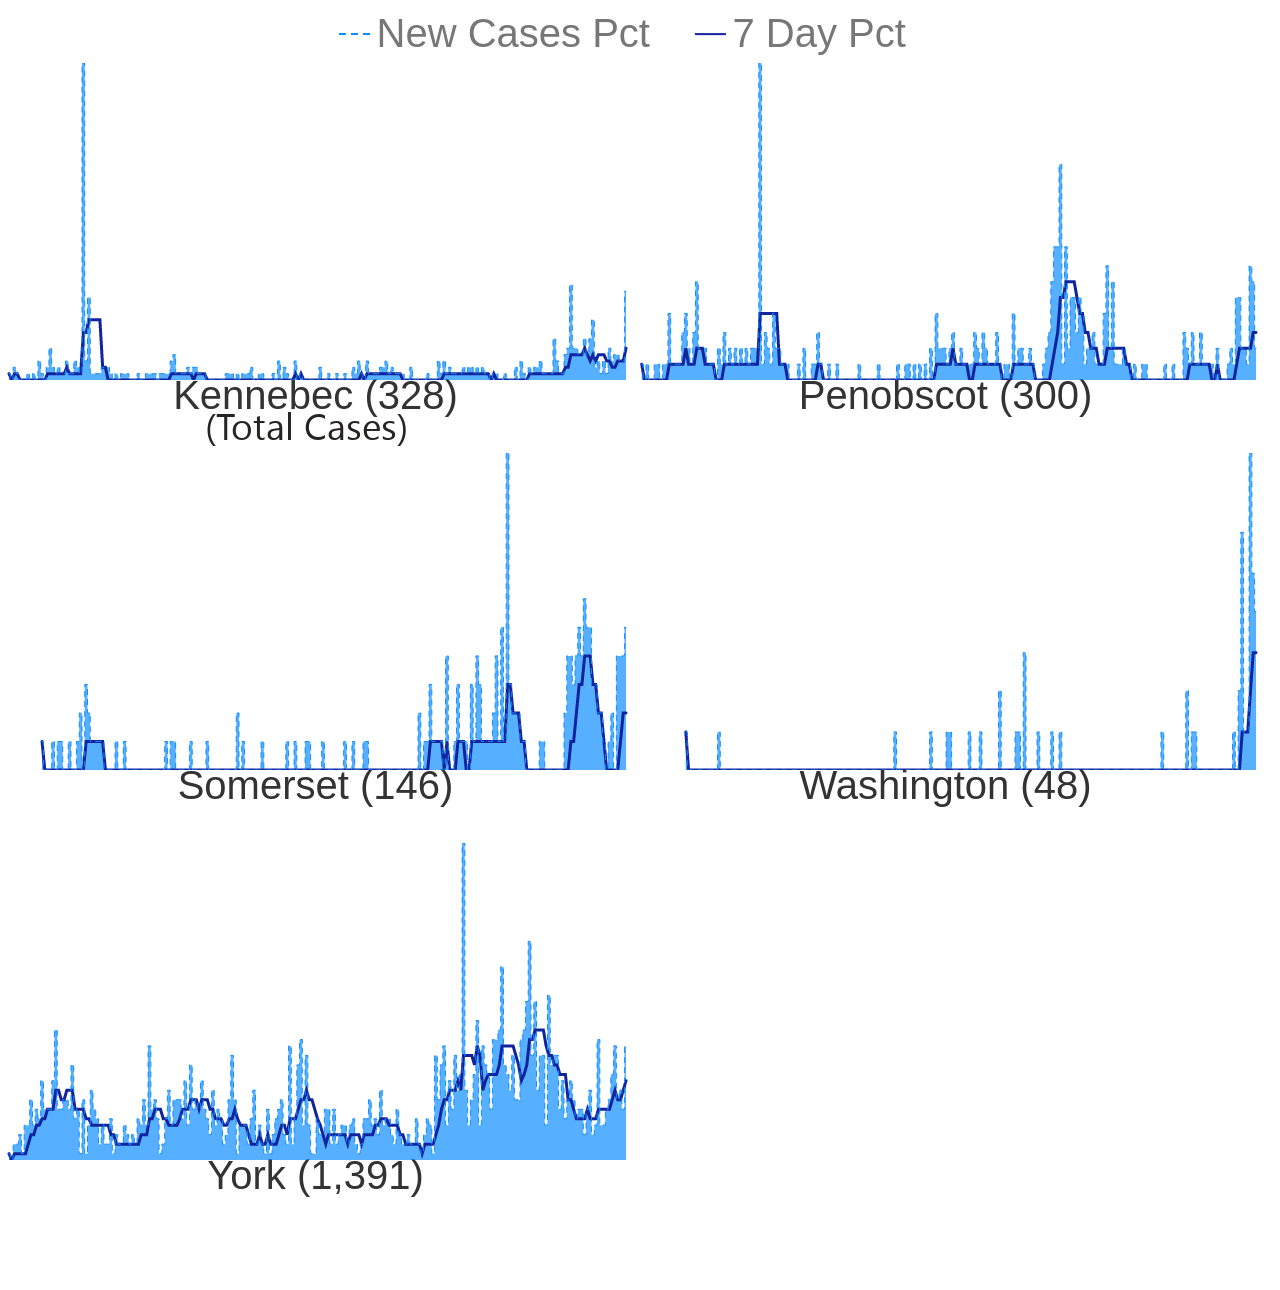 New Cases Pct 7 Day Pct
Kennebec (328) Penobscot (300)
(Total Cases)
Somerset (146) Washington (48)
York (1,391)